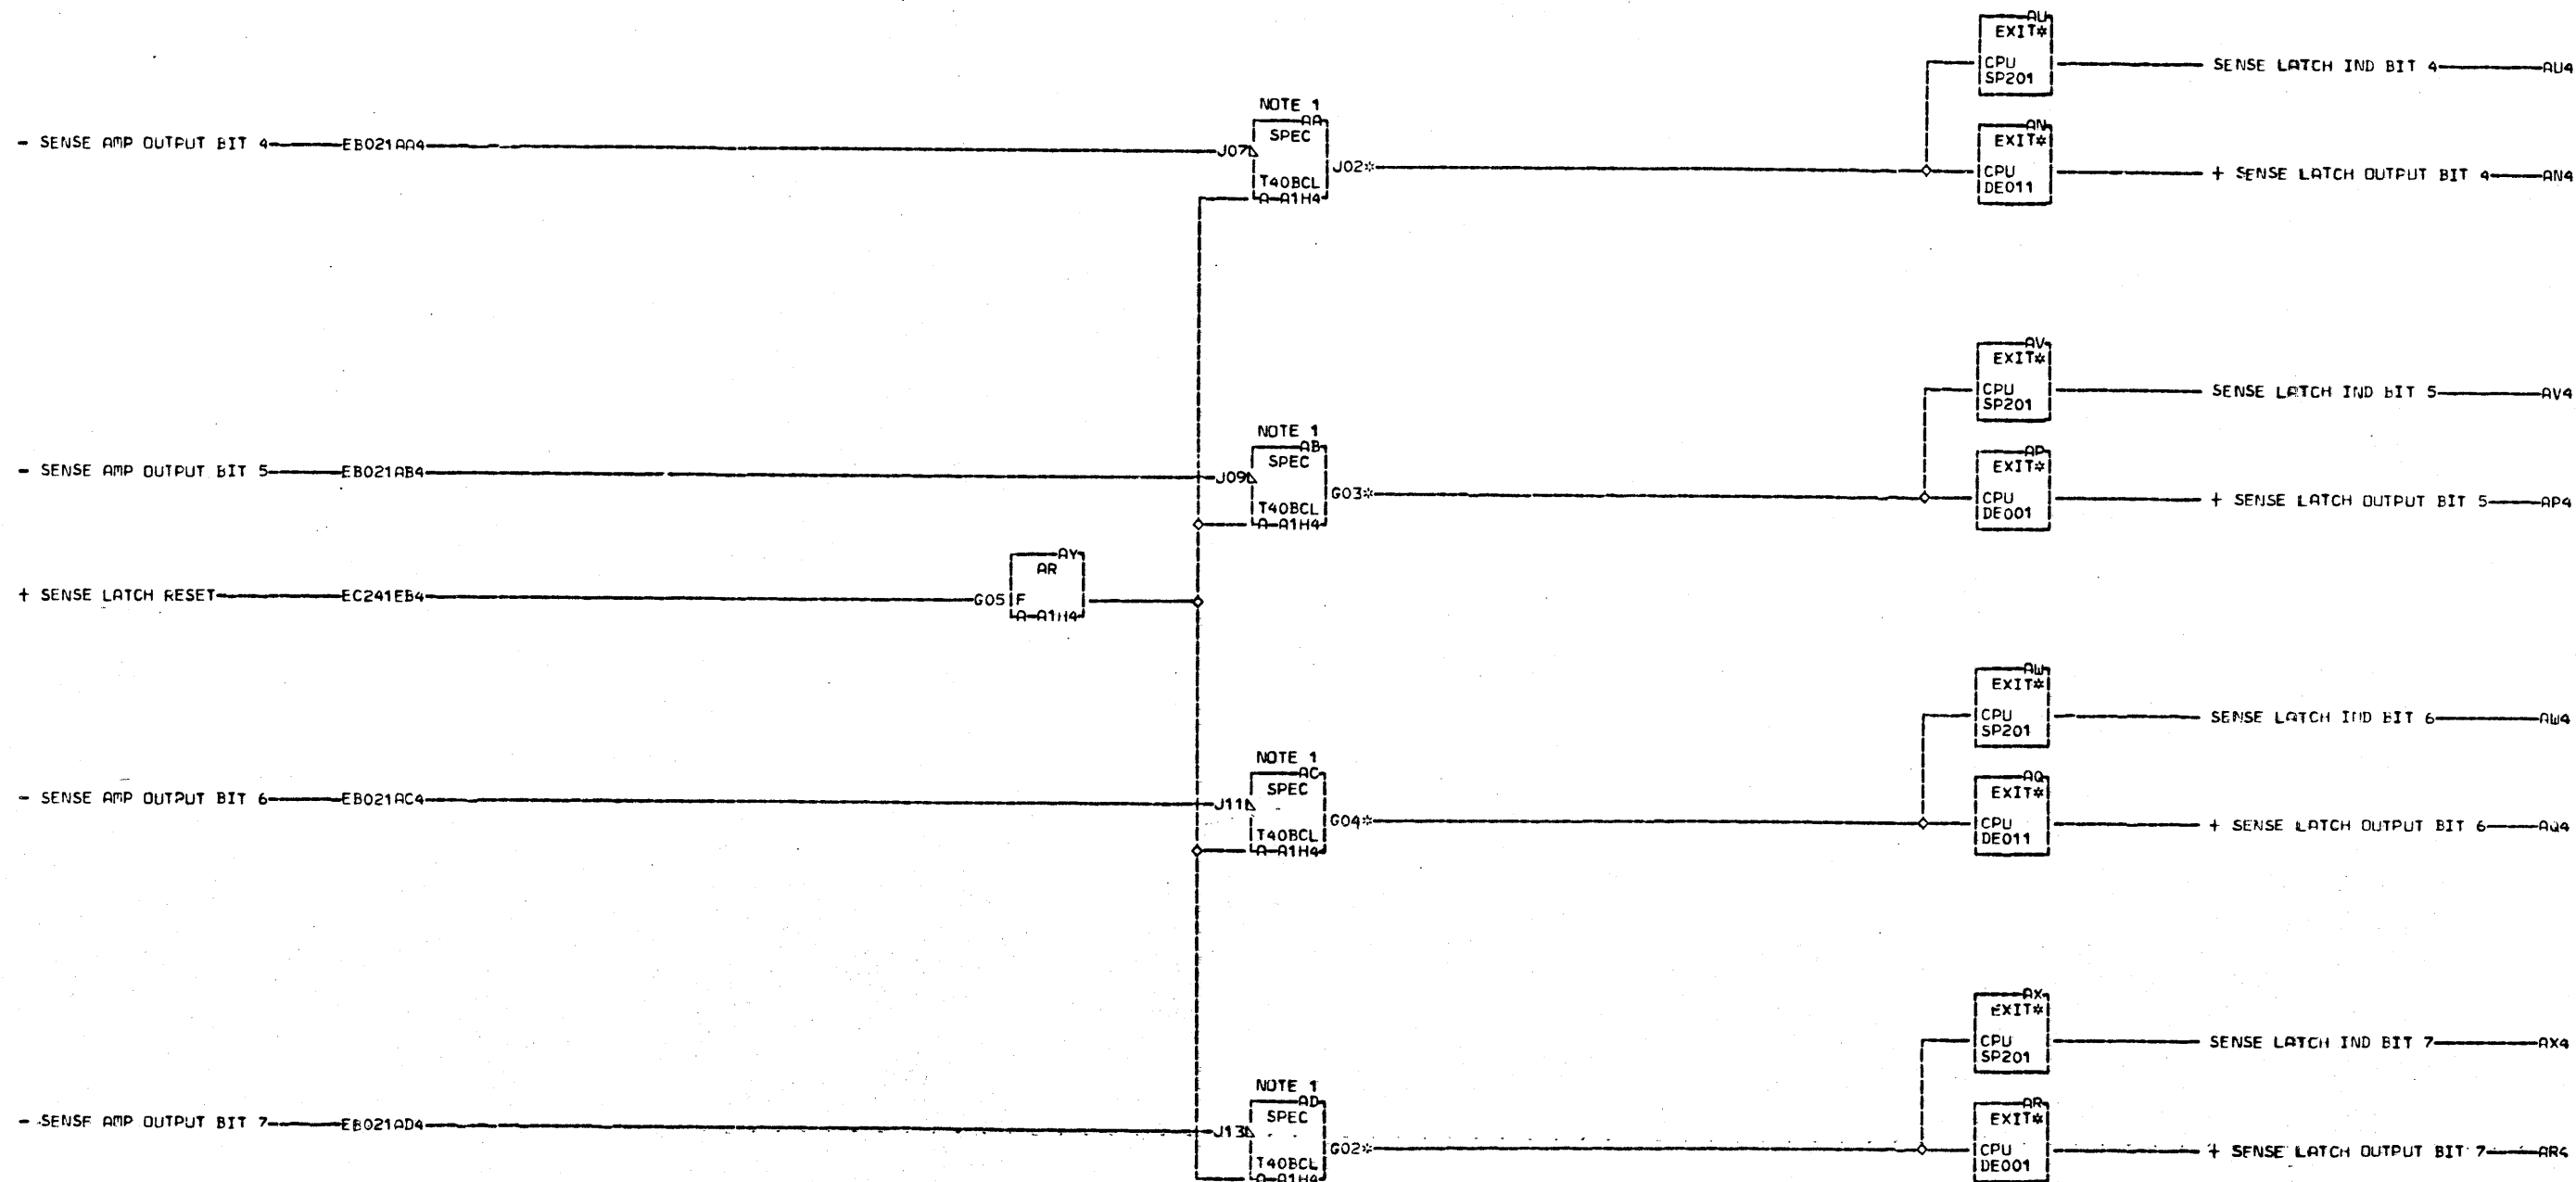 AU
EXIT*
CPU
SP201
SENSE LATCH IND BIT 4 AU4
NOTE 1
AA
SPEC
AN
EXIT*
- SENSE AMP OUTPUT BIT 4 EB021AA4 J07
J02*
CPU
DE011
+ SENSE LATCH OUTPUT BIT 4 AN4
T40BCL
A-A1H4
AV
EXIT*
CPU
SP201
SENSE LATCH IND BIT 5 AV4
NOTE 1
AB
SPEC
AP
EXIT*
- SENSE AMP OUTPUT BIT 5 EB021AB4 J09
G03*
CPU
DE001
+ SENSE LATCH OUTPUT BIT 5 AP4
T40BCL
A-A1H4
AY
AR
+ SENSE LATCH RESET EC241EB4 G05 F
A-A1H4
AW
EXIT*
CPU
SP201
SENSE LATCH IND BIT 6 AW4
NOTE 1
AC
SPEC
AQ
EXIT*
- SENSE AMP OUTPUT BIT 6 EB021AC4 J11
G04*
CPU
DE011
+ SENSE LATCH OUTPUT BIT 6 AQ4
T40BCL
A-A1H4
AX
EXIT*
CPU
SP201
SENSE LATCH IND BIT 7 AX4
NOTE 1
AD
SPEC
AR
EXIT*
- SENSE AMP OUTPUT BIT 7 EB021AD4 J13
G02*
CPU
DE001
+ SENSE LATCH OUTPUT BIT 7 AR4
T40BCL
A-A1H4